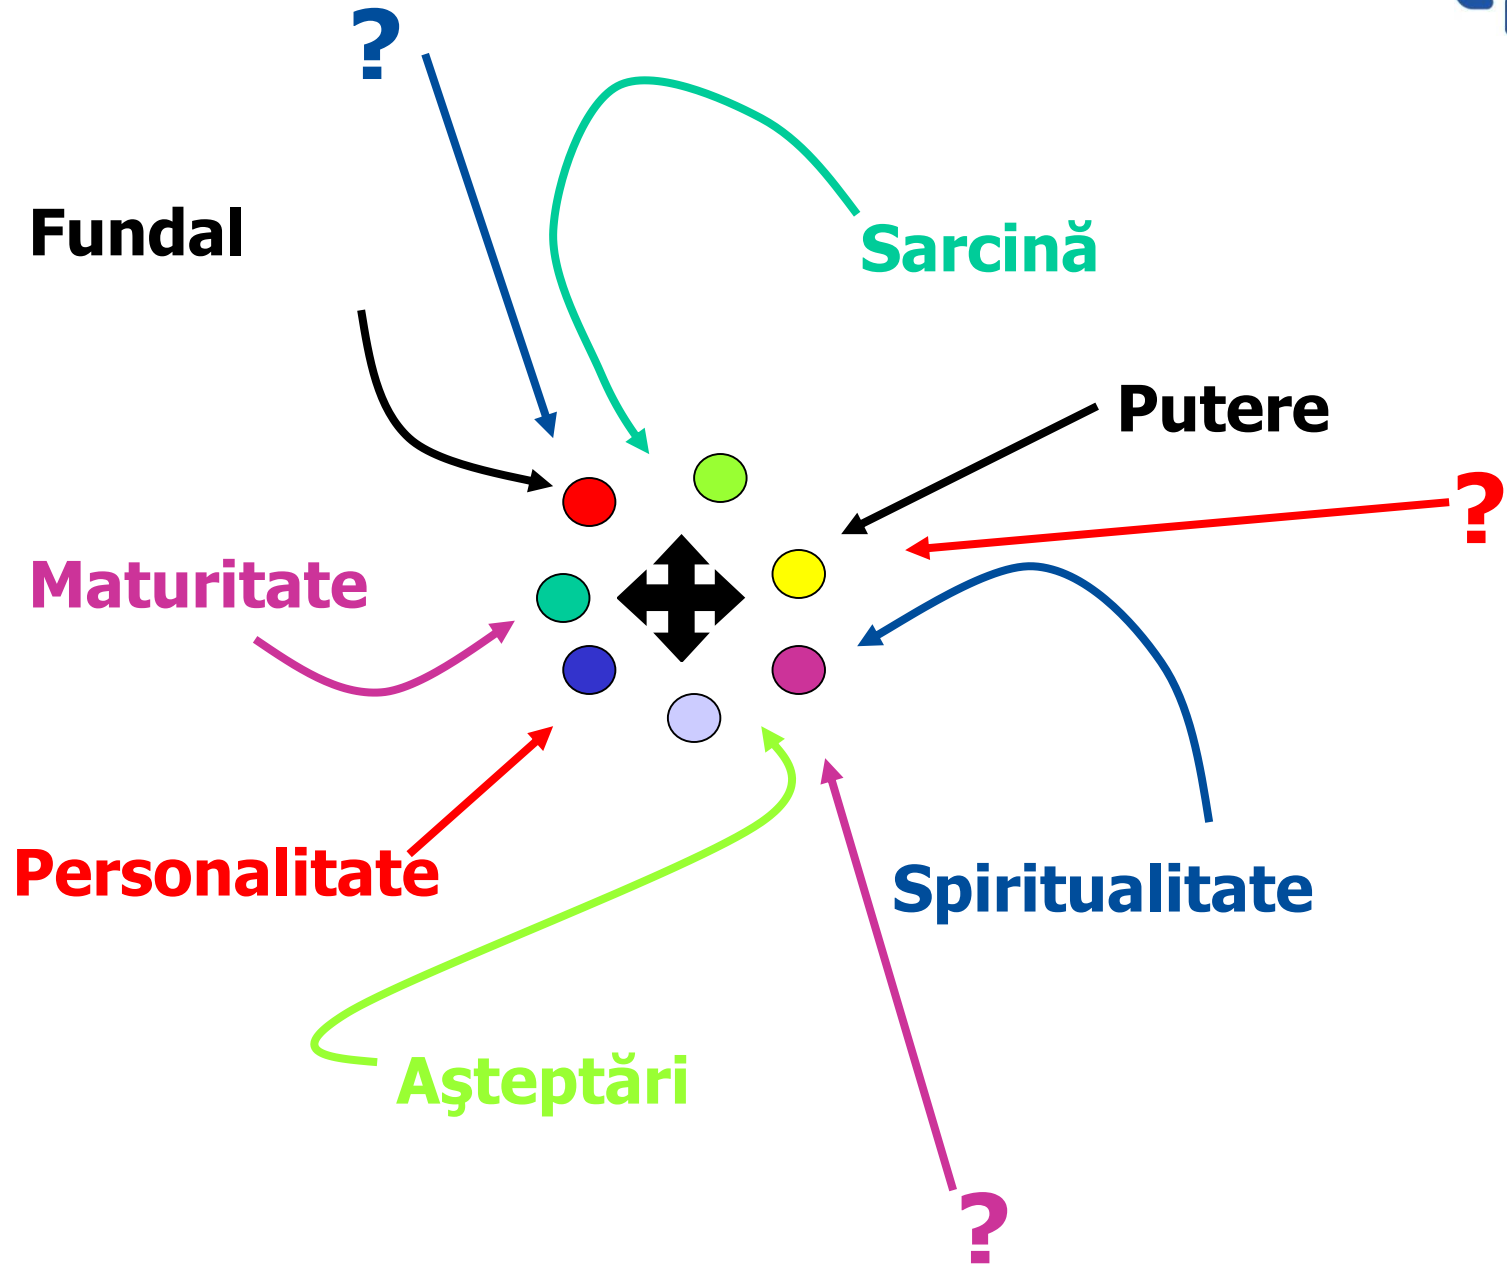 ?
Fundal
Sarcină
Putere
?
Maturitate
Personalitate
Spiritualitate
Aşteptări
?